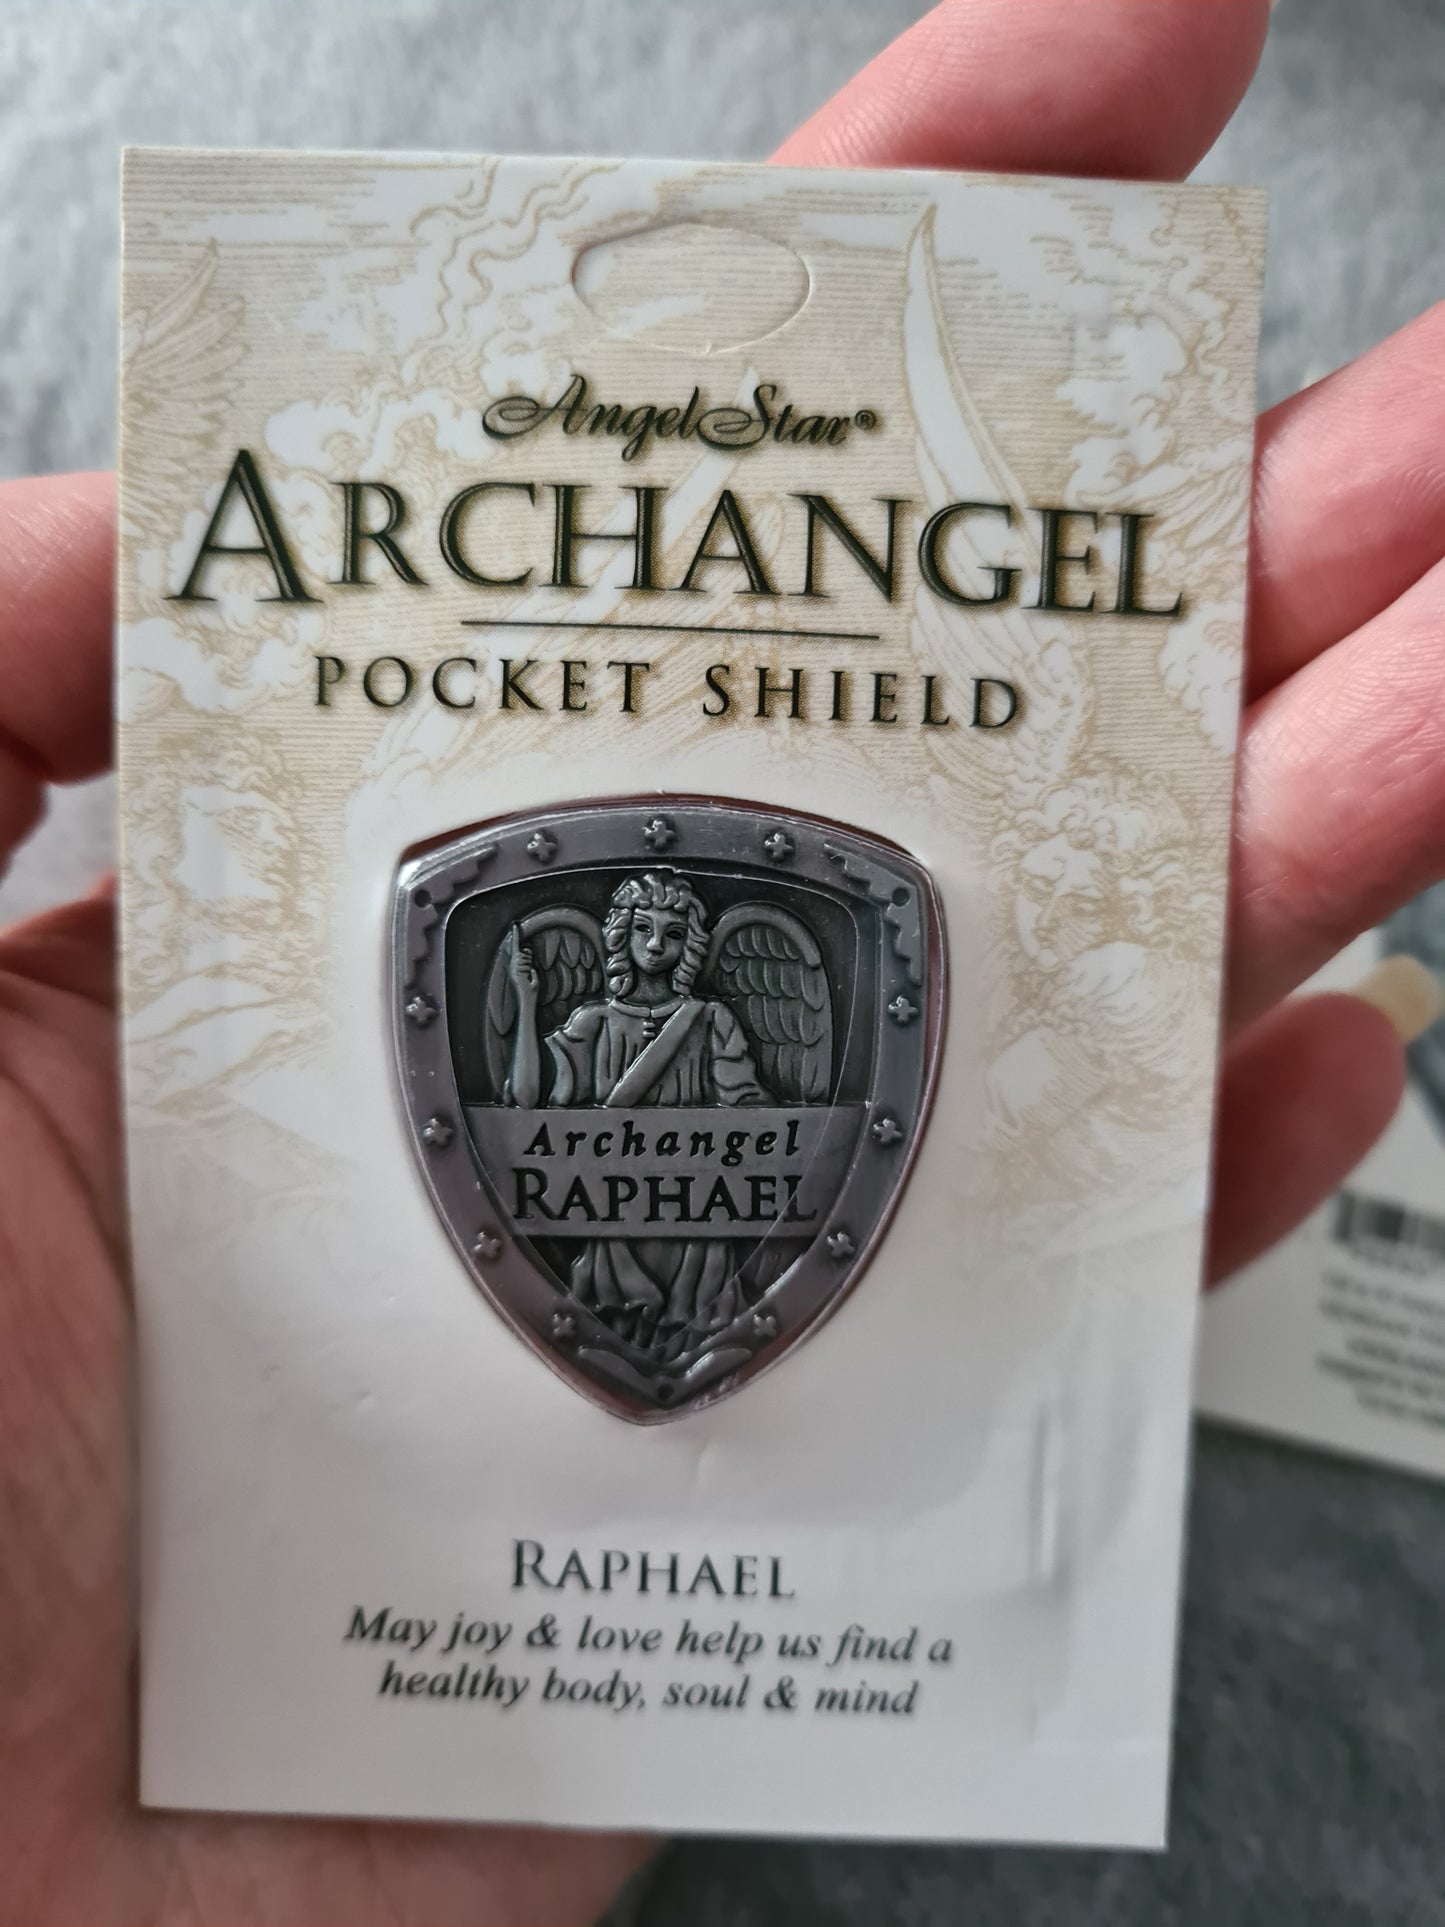 AngelStar®
ARCHANGEL
POCKET SHIELD
Archangel
RAPHAEL
RAPHAEL
May joy & love help us find a
healthy body, soul & mind